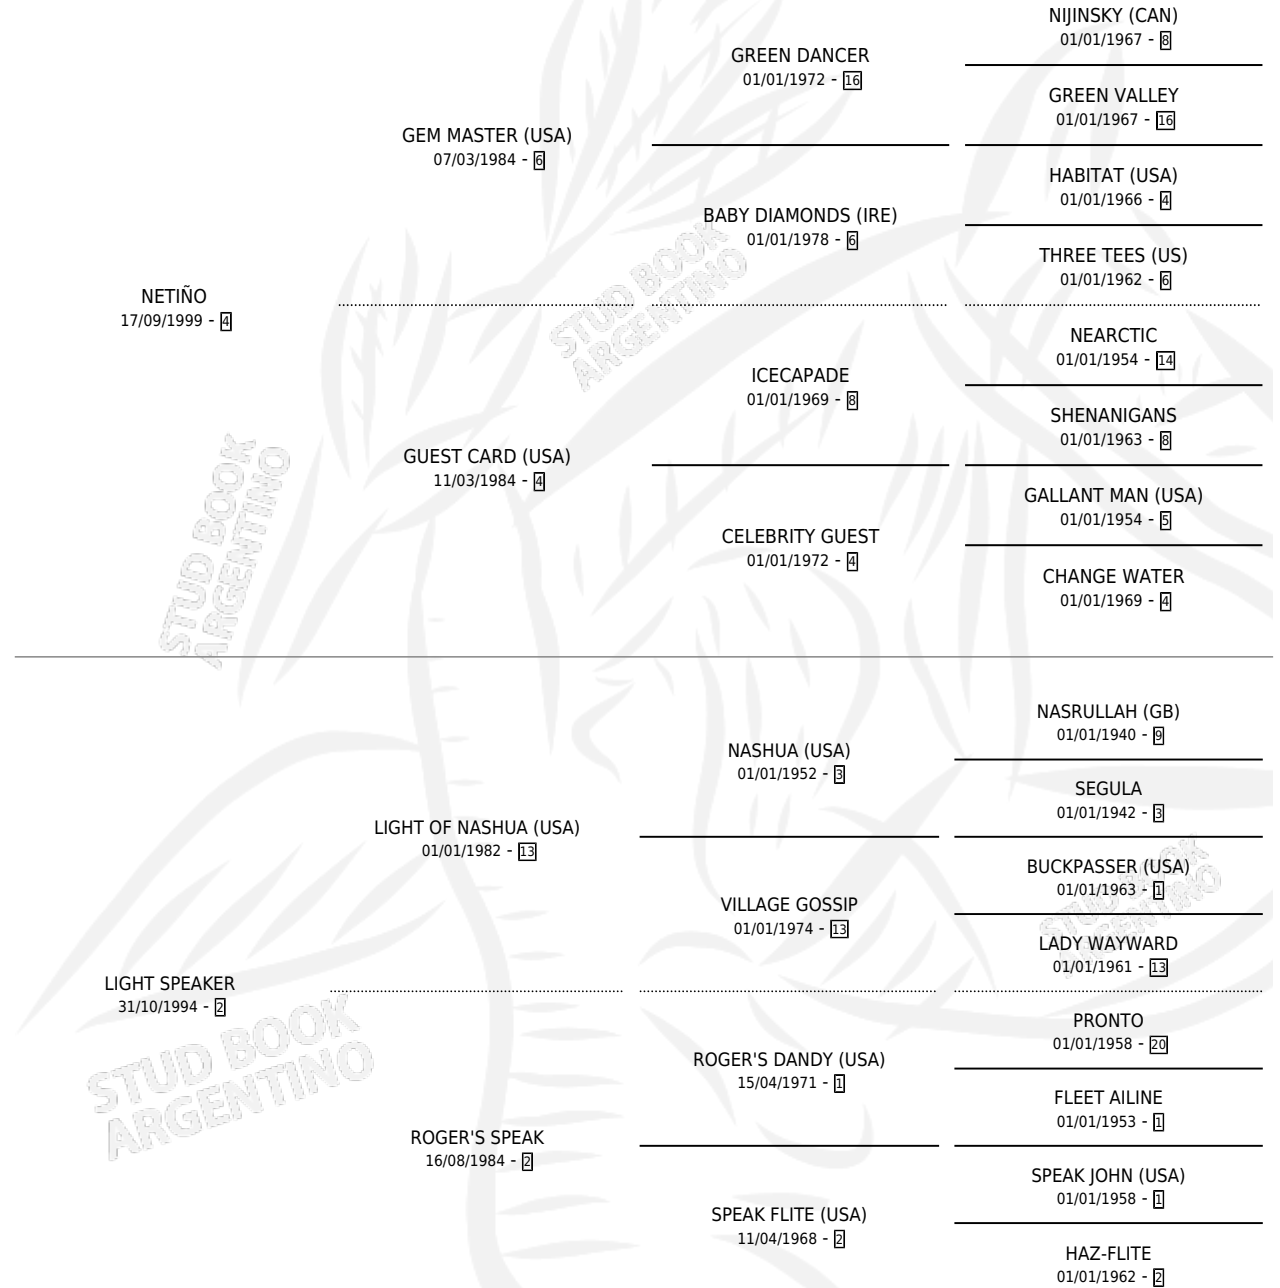 NIJINSKY (CAN)
01/01/1967 - 8
GREEN DANCER
01/01/1972 - 16
GREEN VALLEY
01/01/1967 - 16
GEM MASTER (USA)
07/03/1984 - 6
HABITAT (USA)
01/01/1966 - 4
BABY DIAMONDS (IRE)
01/01/1978 - 6
THREE TEES (US)
01/01/1962 - 6
NETIÑO
17/09/1999 - 4
NEARCTIC
01/01/1954 - 14
ICECAPADE
01/01/1969 - 8
SHENANIGANS
01/01/1963 - 8
GUEST CARD (USA)
11/03/1984 - 4
GALLANT MAN (USA)
01/01/1954 - 5
CELEBRITY GUEST
01/01/1972 - 4
CHANGE WATER
01/01/1969 - 4
NASRULLAH (GB)
01/01/1940 - 9
NASHUA (USA)
01/01/1952 - 3
SEGULA
01/01/1942 - 3
LIGHT OF NASHUA (USA)
01/01/1982 - 13
BUCKPASSER (USA)
01/01/1963 - 1
VILLAGE GOSSIP
01/01/1974 - 13
LADY WAYWARD
01/01/1961 - 13
LIGHT SPEAKER
31/10/1994 - 2
PRONTO
01/01/1958 - 20
ROGER'S DANDY (USA)
15/04/1971 - 1
FLEET AILINE
01/01/1953 - 1
ROGER'S SPEAK
16/08/1984 - 2
SPEAK JOHN (USA)
01/01/1958 - 1
SPEAK FLITE (USA)
11/04/1968 - 2
HAZ-FLITE
01/01/1962 - 2
STUD BOOK
ARGENTINO
STUD BOOK
ARGENTINO
STUD BOOK
ARGENTINO
STUD BOOK
ARGENTINO